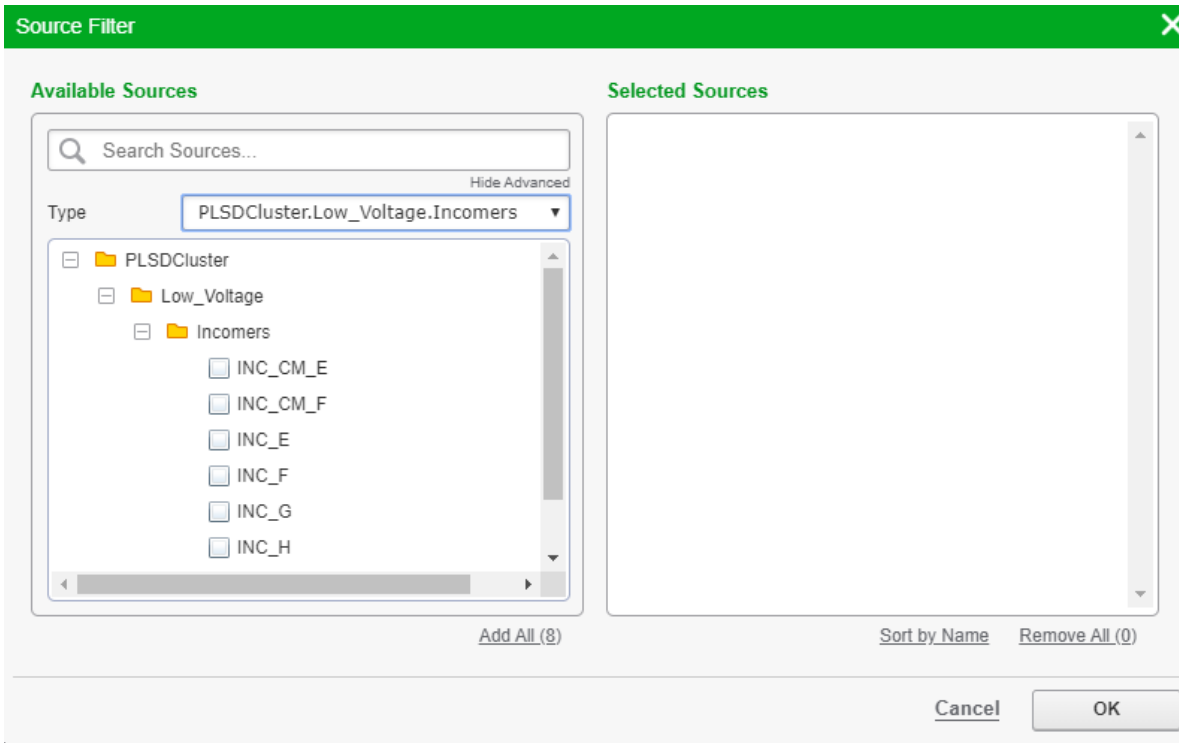 Source Filter
Available Sources
Selected Sources
Search Sources...
Hide Advanced
Type PLSDCluster.Low_Voltage.Incomers
PLSDCluster
Low_Voltage
Incomers
INC_CM_E
INC_CM_F
INC_E
INC_F
INC_G
INC_H
Add All (8)
Sort by Name Remove All (0)
Cancel OK